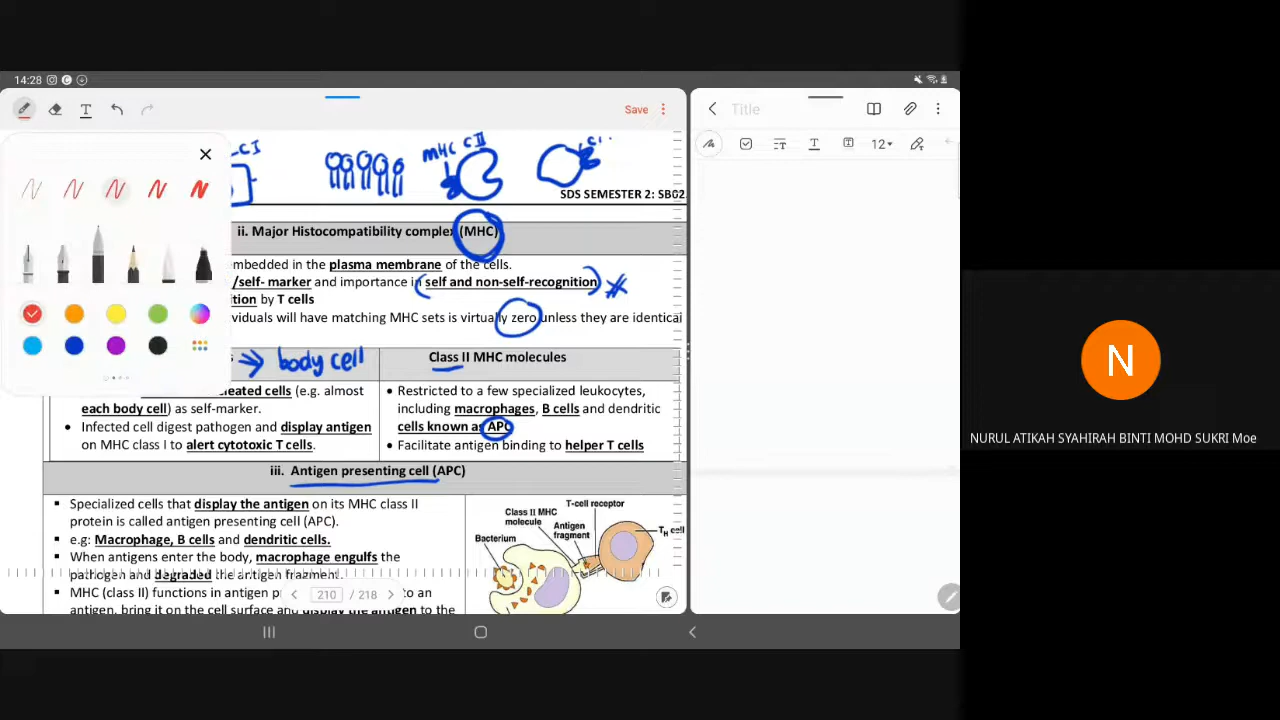 14:28
Save
Title
12
CI
MHC CII
SDS SEMESTER 2: SBG2
ii. Major Histocompatibility complex (MHC)
embedded in the plasma membrane of the cells.
/self- marker and importance in self and non-self-recognition
ition by T cells
viduals will have matching MHC sets is virtually zero unless they are identical
s → body cell
Class II MHC molecules
leated cells (e.g. almost
each body cell) as self-marker.
• Infected cell digest pathogen and display antigen
on MHC class I to alert cytotoxic T cells.
• Restricted to a few specialized leukocytes,
including macrophages, B cells and dendritic
cells known as APC
• Facilitate antigen binding to helper T cells
iii. Antigen presenting cell (APC)
▪ Specialized cells that display the antigen on its MHC class II
protein is called antigen presenting cell (APC).
▪ e.g: Macrophage, B cells and dendritic cells.
▪ When antigens enter the body, macrophage engulfs the
pathogen and degraded the antigen fragment.
▪ MHC (class II) functions in antigen p to an
antigen, bring it on the cell surface and display the antigen to the
T-cell receptor
Class II MHC
molecule
Antigen
fragment
TH cell
Bacterium
210 / 218
N
NURUL ATIKAH SYAHIRAH BINTI MOHD SUKRI Moe